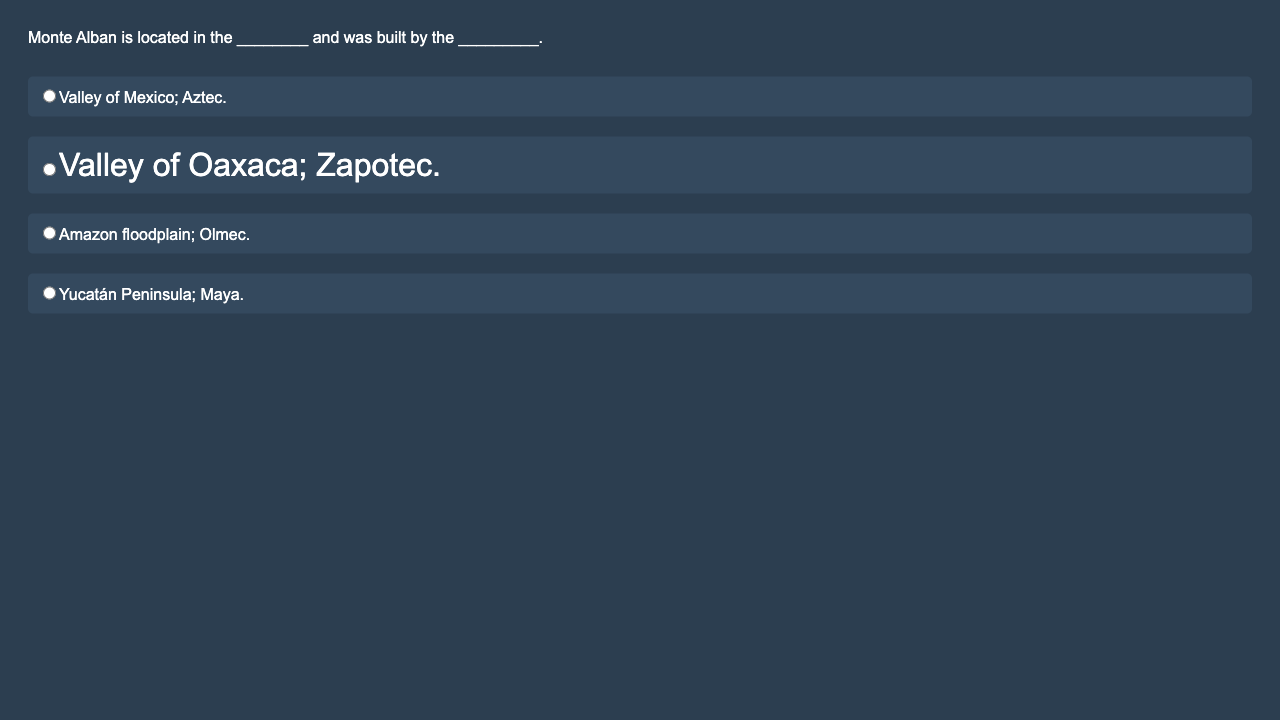 Monte Alban is located in the ________ and was built by the _________.
Valley of Mexico; Aztec.
Valley of Oaxaca; Zapotec.
Amazon floodplain; Olmec.
Yucatán Peninsula; Maya.